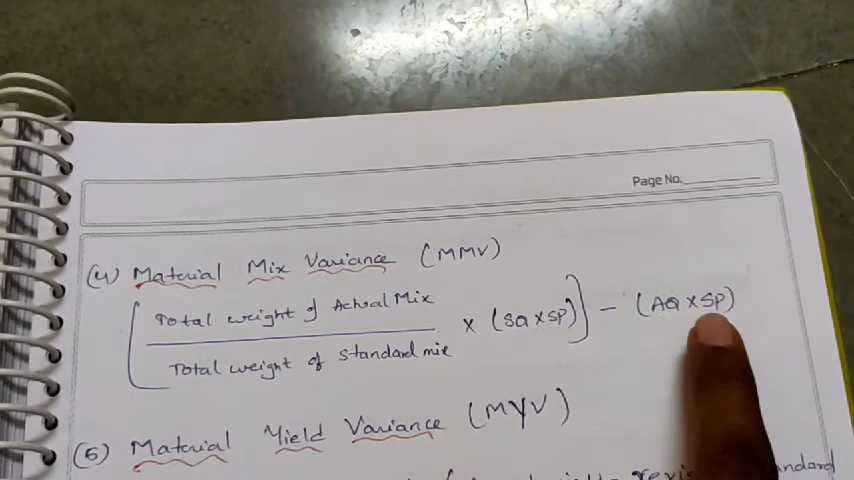 Page No.
(4) Material Mix Variance (MMV)
[Total weight of Actual Mix / Total weight of Standard mix × (SQ×SP)] − (AQ×SP)
(5) Material Yield Variance (MYV)